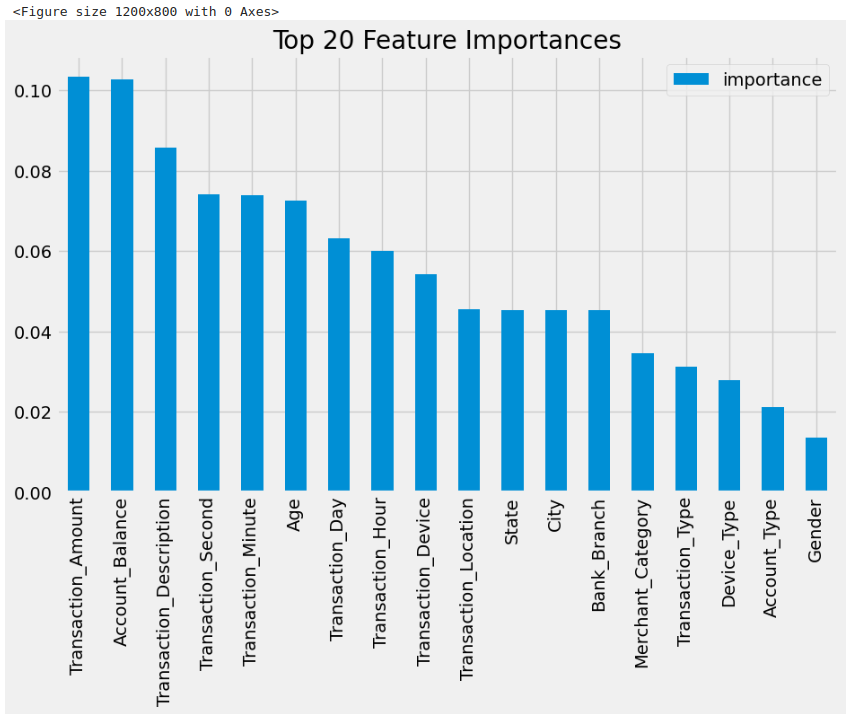 <Figure size 1200x800 with 0 Axes>
Top 20 Feature Importances
importance
0.10
0.08
0.06
0.04
0.02
0.00
Transaction_Amount
Account_Balance
Transaction_Description
Transaction_Second
Transaction_Minute
Age
Transaction_Day
Transaction_Hour
Transaction_Device
Transaction_Location
State
City
Bank_Branch
Merchant_Category
Transaction_Type
Device_Type
Account_Type
Gender